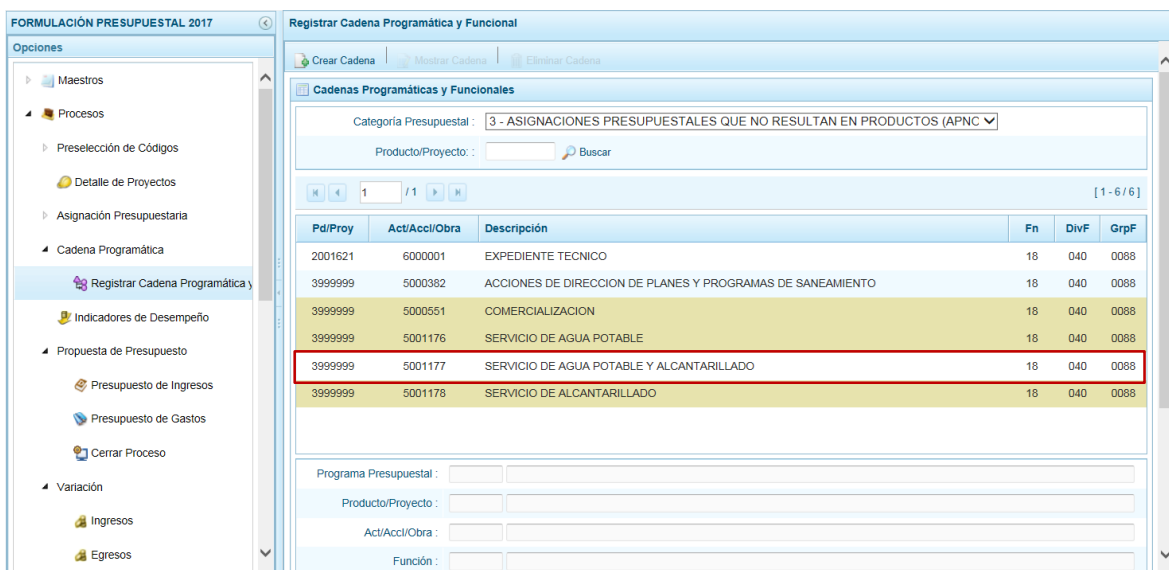 FORMULACIÓN PRESUPUESTAL 2017
Opciones
Maestros
Procesos
Preselección de Códigos
Detalle de Proyectos
Asignación Presupuestaria
Cadena Programática
Registrar Cadena Programática y
Indicadores de Desempeño
Propuesta de Presupuesto
Presupuesto de Ingresos
Presupuesto de Gastos
Cerrar Proceso
Variación
Ingresos
Egresos
Registrar Cadena Programática y Funcional
Crear Cadena Mostrar Cadena Eliminar Cadena
Cadenas Programáticas y Funcionales
Categoría Presupuestal : 3 - ASIGNACIONES PRESUPUESTALES QUE NO RESULTAN EN PRODUCTOS (APNC
Producto/Proyecto: : Buscar
1 / 1 [ 1 - 6 / 6 ]
Pd/Proy Act/AccI/Obra Descripción Fn DivF GrpF
2001621 6000001 EXPEDIENTE TECNICO 18 040 0088
3999999 5000382 ACCIONES DE DIRECCION DE PLANES Y PROGRAMAS DE SANEAMIENTO 18 040 0088
3999999 5000551 COMERCIALIZACION 18 040 0088
3999999 5001176 SERVICIO DE AGUA POTABLE 18 040 0088
3999999 5001177 SERVICIO DE AGUA POTABLE Y ALCANTARILLADO 18 040 0088
3999999 5001178 SERVICIO DE ALCANTARILLADO 18 040 0088
Programa Presupuestal :
Producto/Proyecto :
Act/AccI/Obra :
Función :